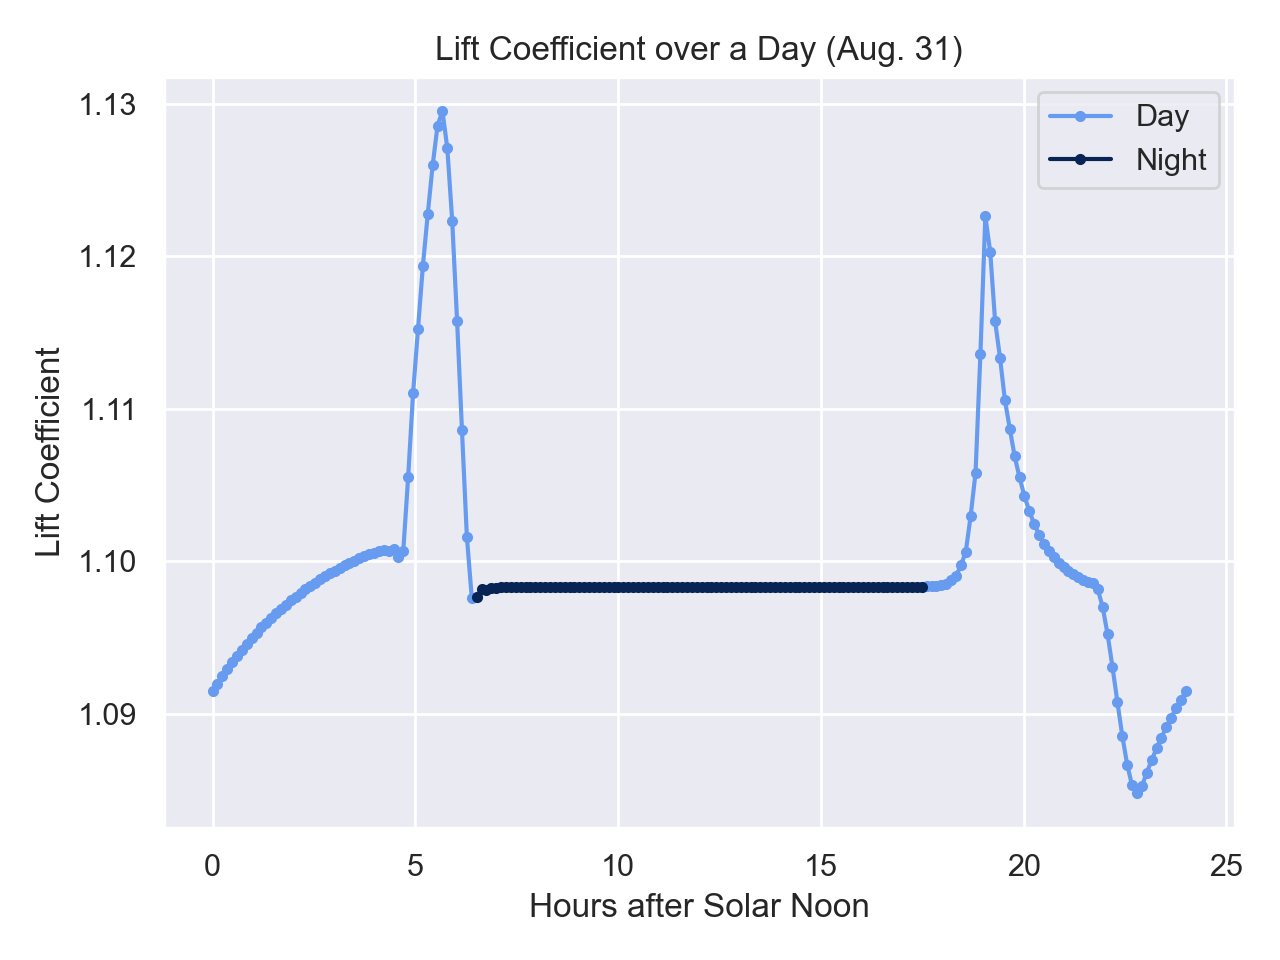 Lift Coefficient over a Day (Aug. 31)
Day
Night
1.13
1.12
1.11
1.10
1.09
Lift Coefficient
0 5 10 15 20 25
Hours after Solar Noon